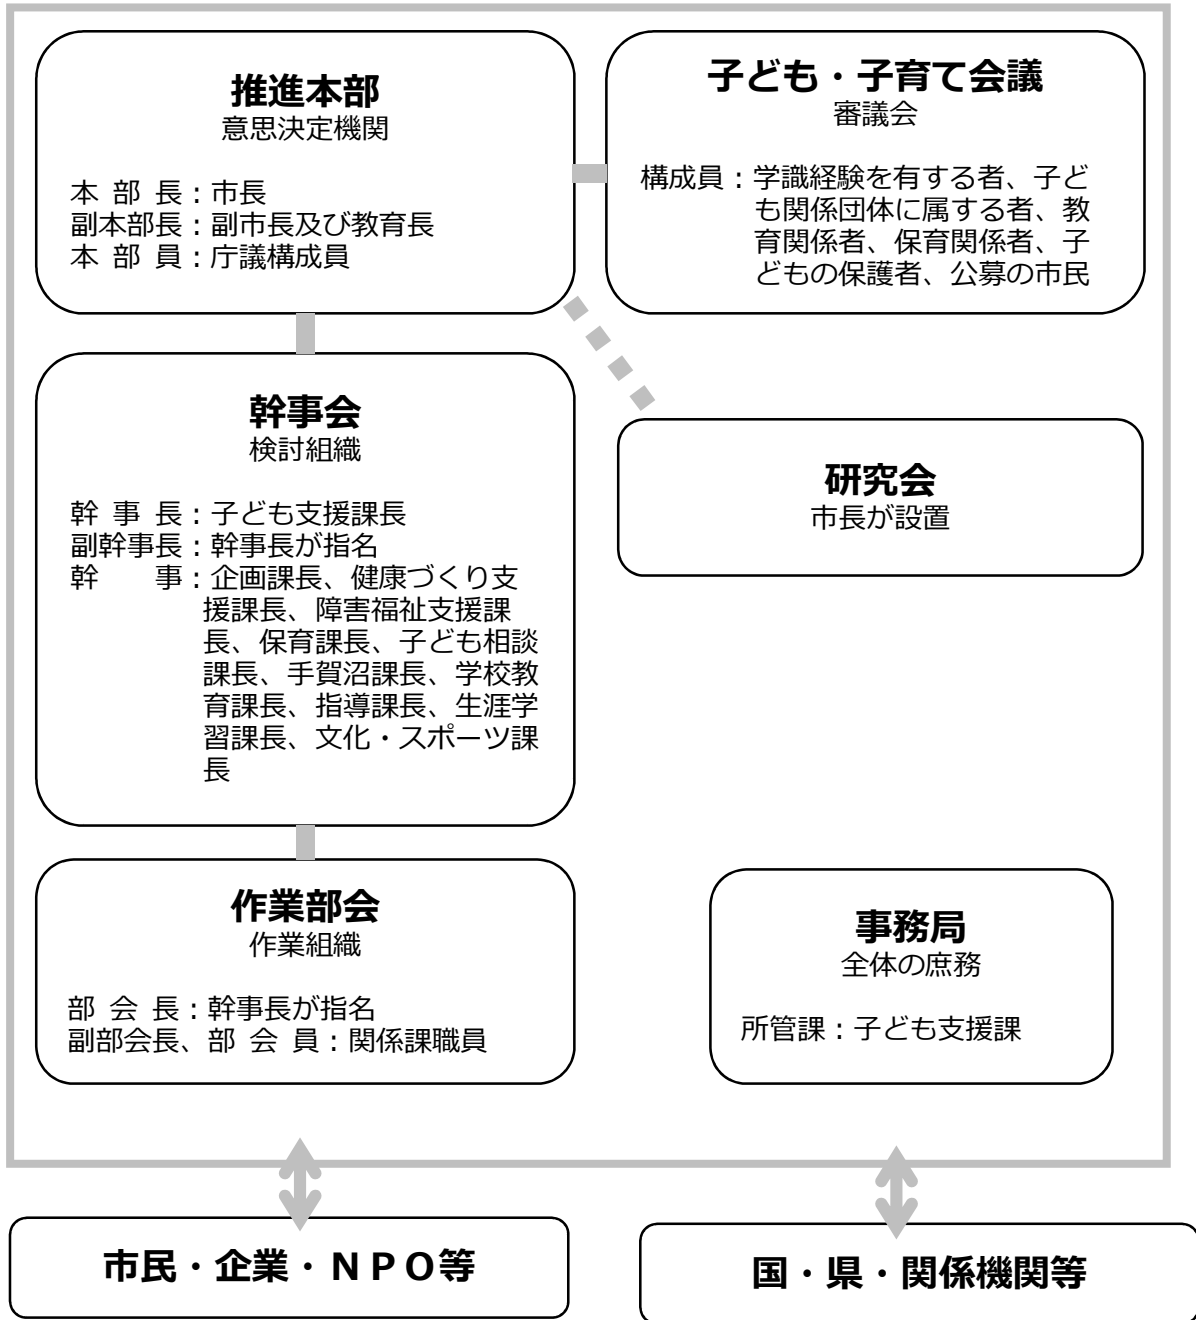 推進本部
意思決定機関
本 部 長：市長
副本部長：副市長及び教育長
本 部 員：庁議構成員
子ども・子育て会議
審議会
構成員：学識経験を有する者、子ど
も関係団体に属する者、教
育関係者、保育関係者、子
どもの保護者、公募の市民
幹事会
検討組織
幹 事 長：子ども支援課長
副幹事長：幹事長が指名
幹　　事：企画課長、健康づくり支
援課長、障害福祉支援課
長、保育課長、子ども相談
課長、手賀沼課長、学校教
育課長、指導課長、生涯学
習課長、文化・スポーツ課
長
研究会
市長が設置
作業部会
作業組織
部 会 長：幹事長が指名
副部会長、部 会 員：関係課職員
事務局
全体の庶務
所管課：子ども支援課
市民・企業・ＮＰＯ等
国・県・関係機関等